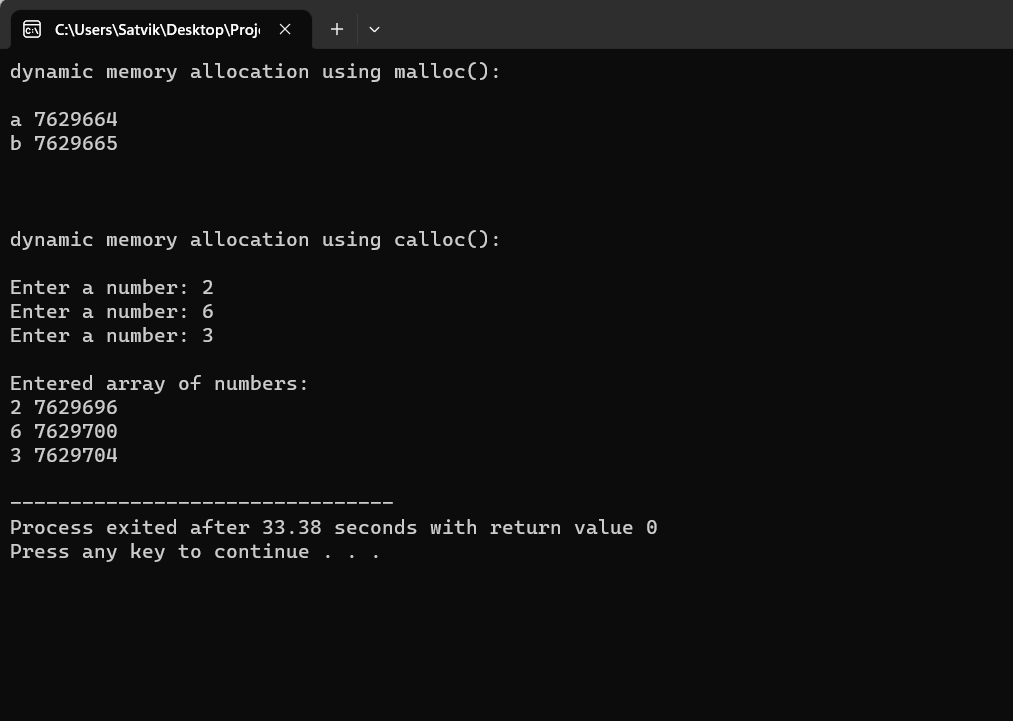 C:\Users\Satvik\Desktop\Proj
dynamic memory allocation using malloc():
a 7629664
b 7629665
dynamic memory allocation using calloc():
Enter a number: 2
Enter a number: 6
Enter a number: 3
Entered array of numbers:
2 7629696
6 7629700
3 7629704
--------------------------------
Process exited after 33.38 seconds with return value 0
Press any key to continue . . .